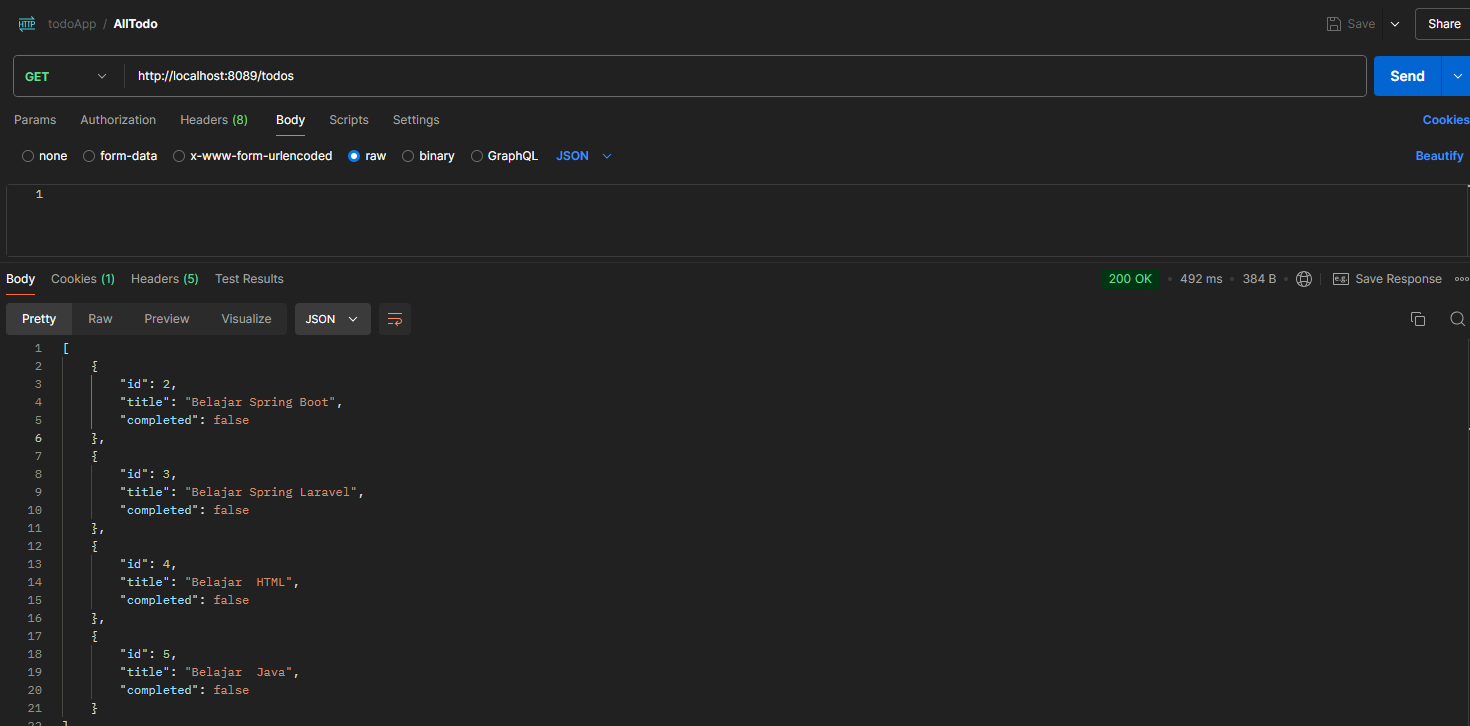 HTTP todoApp / AllTodo Save Share
GET http://localhost:8089/todos Send
Params Authorization Headers (8) Body Scripts Settings Cookies
none form-data x-www-form-urlencoded raw binary GraphQL JSON Beautify
1
Body Cookies (1) Headers (5) Test Results 200 OK • 492 ms • 384 B • e.g. Save Response
Pretty Raw Preview Visualize JSON
1 [
2 {
3 "id": 2,
4 "title": "Belajar Spring Boot",
5 "completed": false
6 },
7 {
8 "id": 3,
9 "title": "Belajar Spring Laravel",
10 "completed": false
11 },
12 {
13 "id": 4,
14 "title": "Belajar  HTML",
15 "completed": false
16 },
17 {
18 "id": 5,
19 "title": "Belajar  Java",
20 "completed": false
21 }
22 ]